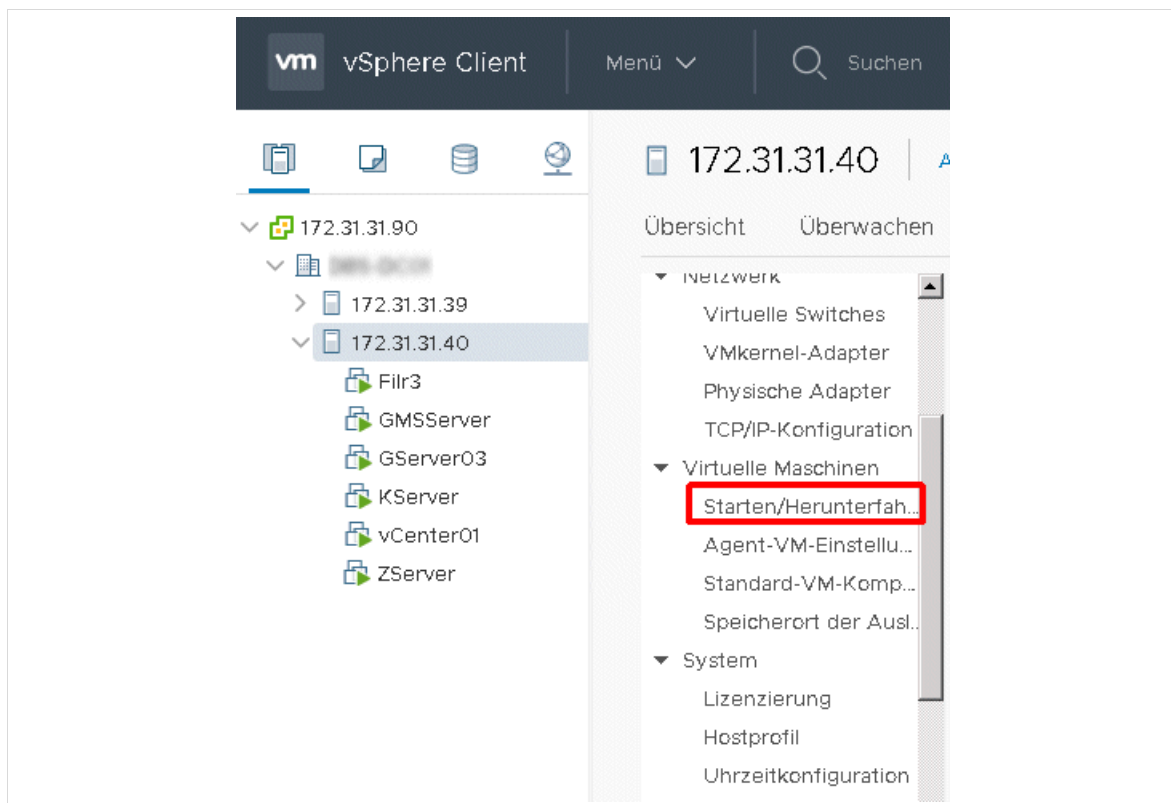 vm vSphere Client Menü Suchen
172.31.31.90
172.31.31.39
172.31.31.40
Filr3
GMSServer
GServer03
KServer
vCenter01
ZServer
172.31.31.40 A
Übersicht Überwachen
Netzwerk
Virtuelle Switches
VMkernel-Adapter
Physische Adapter
TCP/IP-Konfiguration
Virtuelle Maschinen
Starten/Herunterfah...
Agent-VM-Einstellu...
Standard-VM-Komp...
Speicherort der Ausl..
System
Lizenzierung
Hostprofil
Uhrzeitkonfiguration